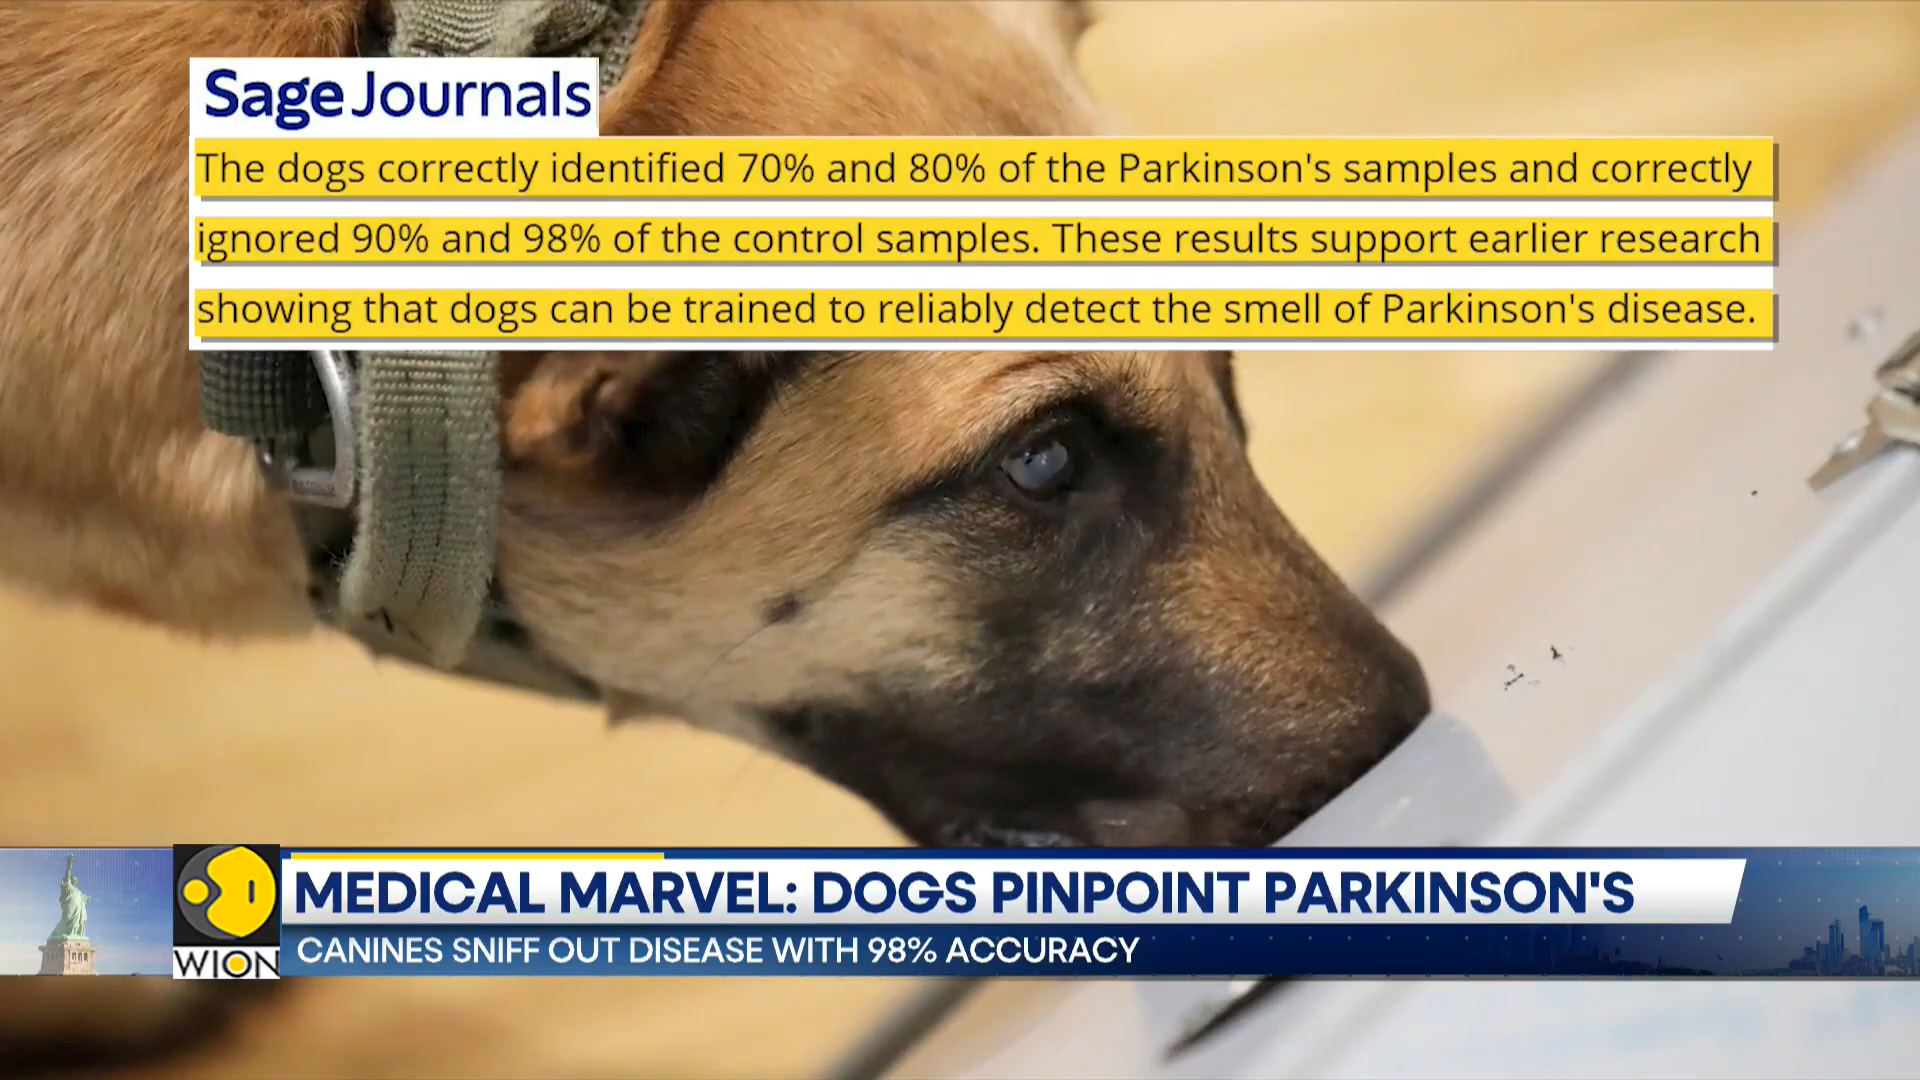 Sage Journals
The dogs correctly identified 70% and 80% of the Parkinson's samples and correctly
ignored 90% and 98% of the control samples. These results support earlier research
showing that dogs can be trained to reliably detect the smell of Parkinson's disease.
MEDICAL MARVEL: DOGS PINPOINT PARKINSON'S
CANINES SNIFF OUT DISEASE WITH 98% ACCURACY
WION